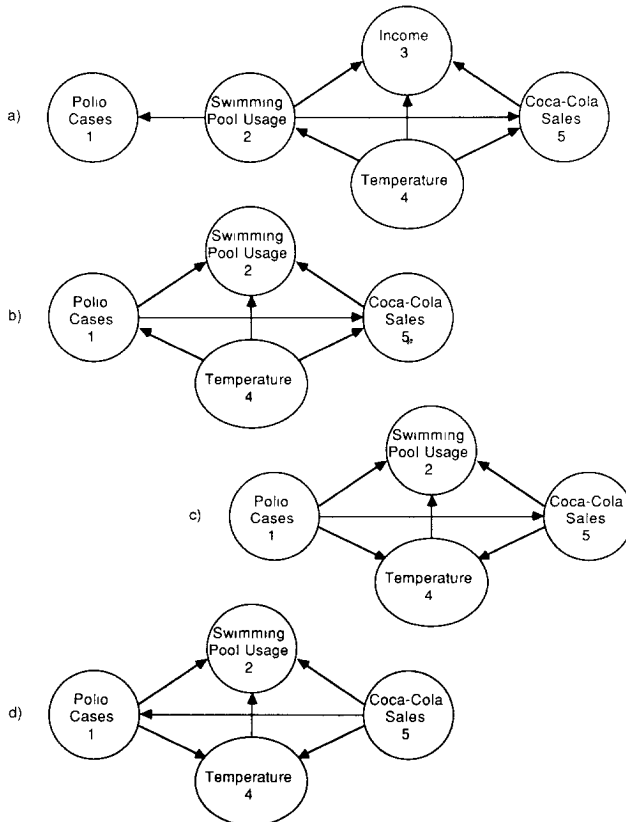 Income
3
a)
Polio
Cases
1
Swimming
Pool Usage
2
Coca-Cola
Sales
5
Temperature
4
Swimming
Pool Usage
2
b)
Polio
Cases
1
Coca-Cola
Sales
5
Temperature
4
Swimming
Pool Usage
2
c)
Polio
Cases
1
Coca-Cola
Sales
5
Temperature
4
Swimming
Pool Usage
2
d)
Polio
Cases
1
Coca-Cola
Sales
5
Temperature
4